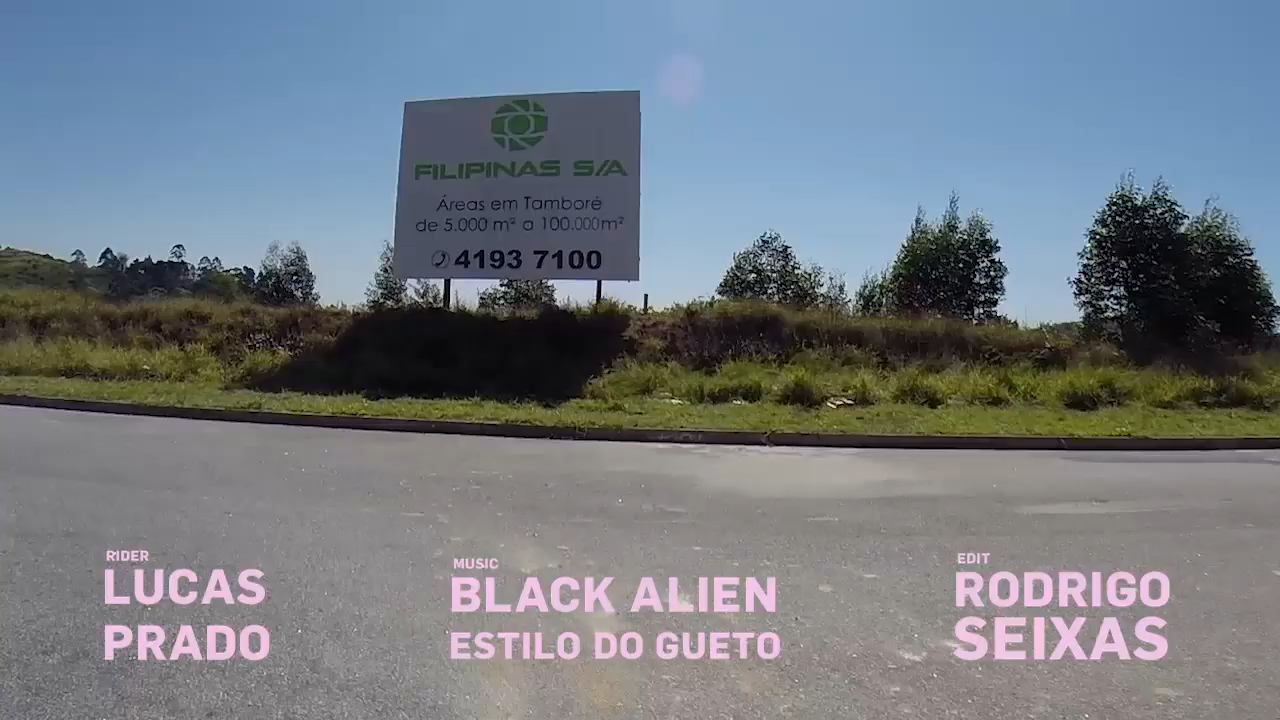 FILIPINAS S/A
Áreas em Tamboré
de 5.000 m² a 100.000m²
4193 7100
RIDER
LUCAS
PRADO
MUSIC
BLACK ALIEN
ESTILO DO GUETO
EDIT
RODRIGO
SEIXAS